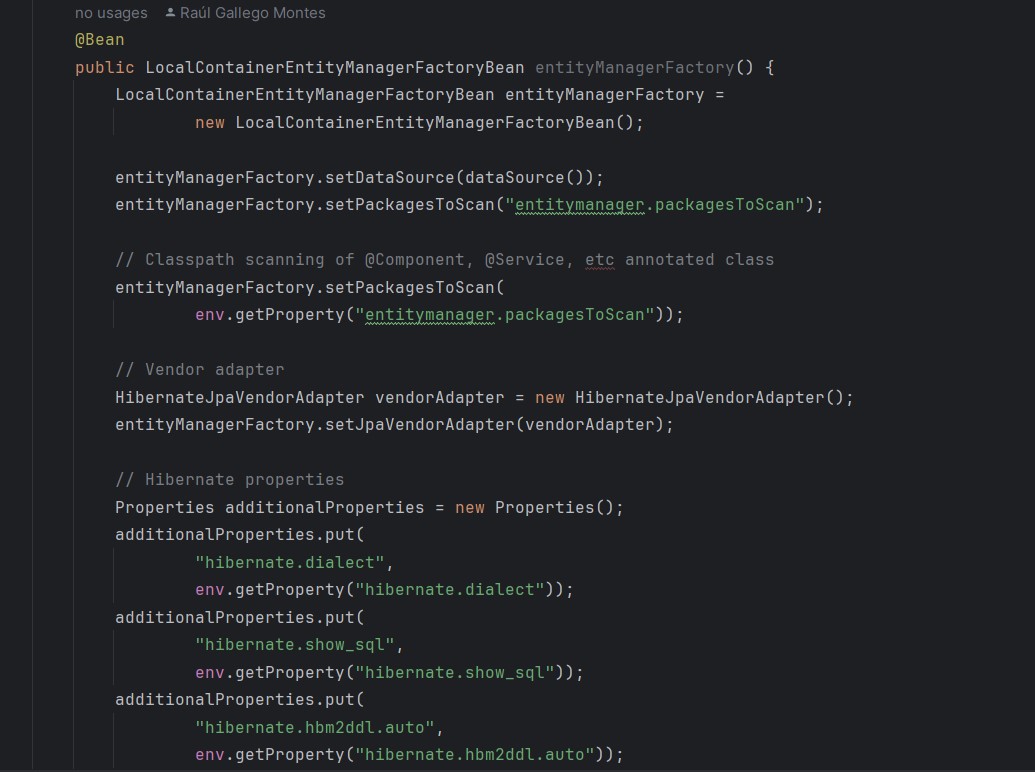 no usages Raúl Gallego Montes
@Bean
public LocalContainerEntityManagerFactoryBean entityManagerFactory() {
LocalContainerEntityManagerFactoryBean entityManagerFactory =
new LocalContainerEntityManagerFactoryBean();
entityManagerFactory.setDataSource(dataSource());
entityManagerFactory.setPackagesToScan("entitymanager.packagesToScan");
// Classpath scanning of @Component, @Service, etc annotated class
entityManagerFactory.setPackagesToScan(
env.getProperty("entitymanager.packagesToScan"));
// Vendor adapter
HibernateJpaVendorAdapter vendorAdapter = new HibernateJpaVendorAdapter();
entityManagerFactory.setJpaVendorAdapter(vendorAdapter);
// Hibernate properties
Properties additionalProperties = new Properties();
additionalProperties.put(
"hibernate.dialect",
env.getProperty("hibernate.dialect"));
additionalProperties.put(
"hibernate.show_sql",
env.getProperty("hibernate.show_sql"));
additionalProperties.put(
"hibernate.hbm2ddl.auto",
env.getProperty("hibernate.hbm2ddl.auto"));